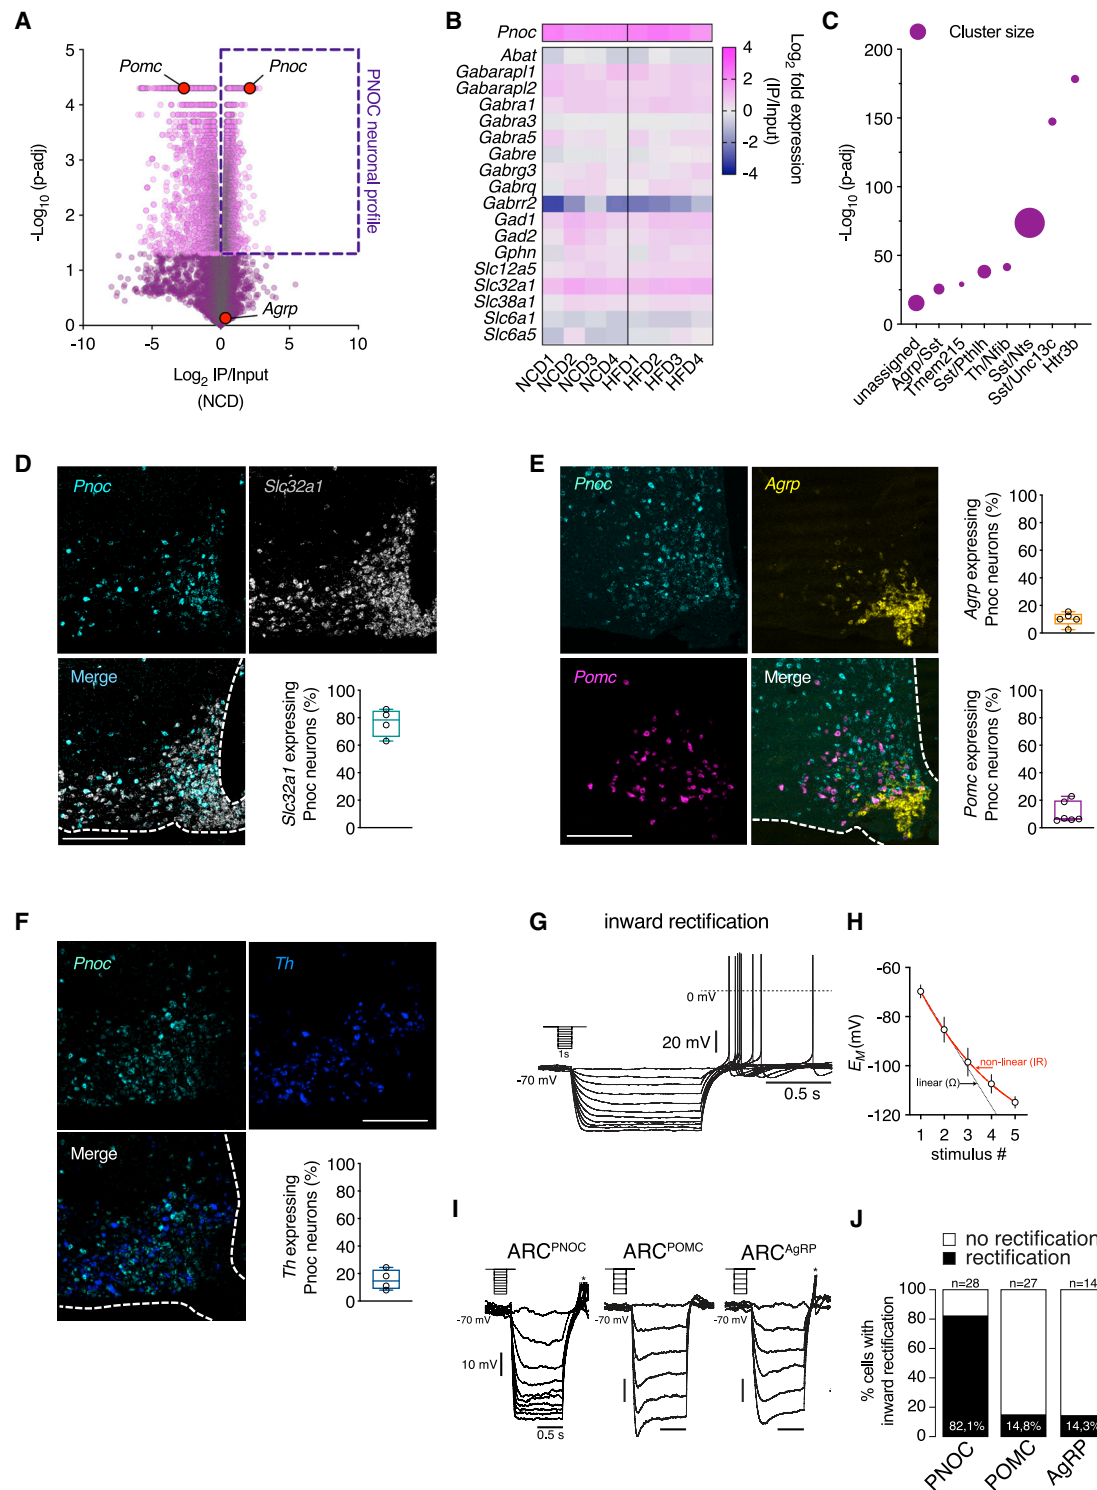 A
5
4
3
2
1
0
-10
-5
0
5
10
-Log10 (p-adj)
Log2 IP/Input
(NCD)
Pomc
Pnoc
Agrp
PNOC neuronal profile
B
Pnoc
Abat
Gabarapl1
Gabarapl2
Gabra1
Gabra3
Gabra5
Gabre
Gabrg3
Gabrq
Gabrr2
Gad1
Gad2
Gphn
Slc12a5
Slc32a1
Slc38a1
Slc6a1
Slc6a5
NCD1
NCD2
NCD3
NCD4
HFD1
HFD2
HFD3
HFD4
4
2
0
-2
-4
Log2 fold expression
(IP/Input)
C
Cluster size
200
150
100
50
0
-Log10 (p-adj)
unassigned
Agrp/Sst
Tmem215
Sst/Pthlh
Th/Nfib
Sst/Nts
Sst/Unc13c
Htr3b
D
Pnoc
Slc32a1
Merge
Slc32a1 expressing
Pnoc neurons (%)
100
80
60
40
20
0
E
Pnoc
Agrp
Pomc
Merge
Agrp expressing
Pnoc neurons (%)
100
80
60
40
20
0
Pomc expressing
Pnoc neurons (%)
100
80
60
40
20
0
F
Pnoc
Th
Merge
Th expressing
Pnoc neurons (%)
100
80
60
40
20
0
G
inward rectification
0 mV
20 mV
1s
-70 mV
0.5 s
H
-60
-80
-100
-120
EM (mV)
non-linear (IR)
linear (Ω)
1 2 3 4 5
stimulus #
I
ARCPNOC
ARCPOMC
ARCAgRP
*
*
-70 mV
-70 mV
-70 mV
10 mV
0.5 s
J
no rectification
rectification
n=28
n=27
n=14
100
80
60
40
20
0
% cells with
inward rectification
82,1%
14,8%
14,3%
PNOC
POMC
AgRP